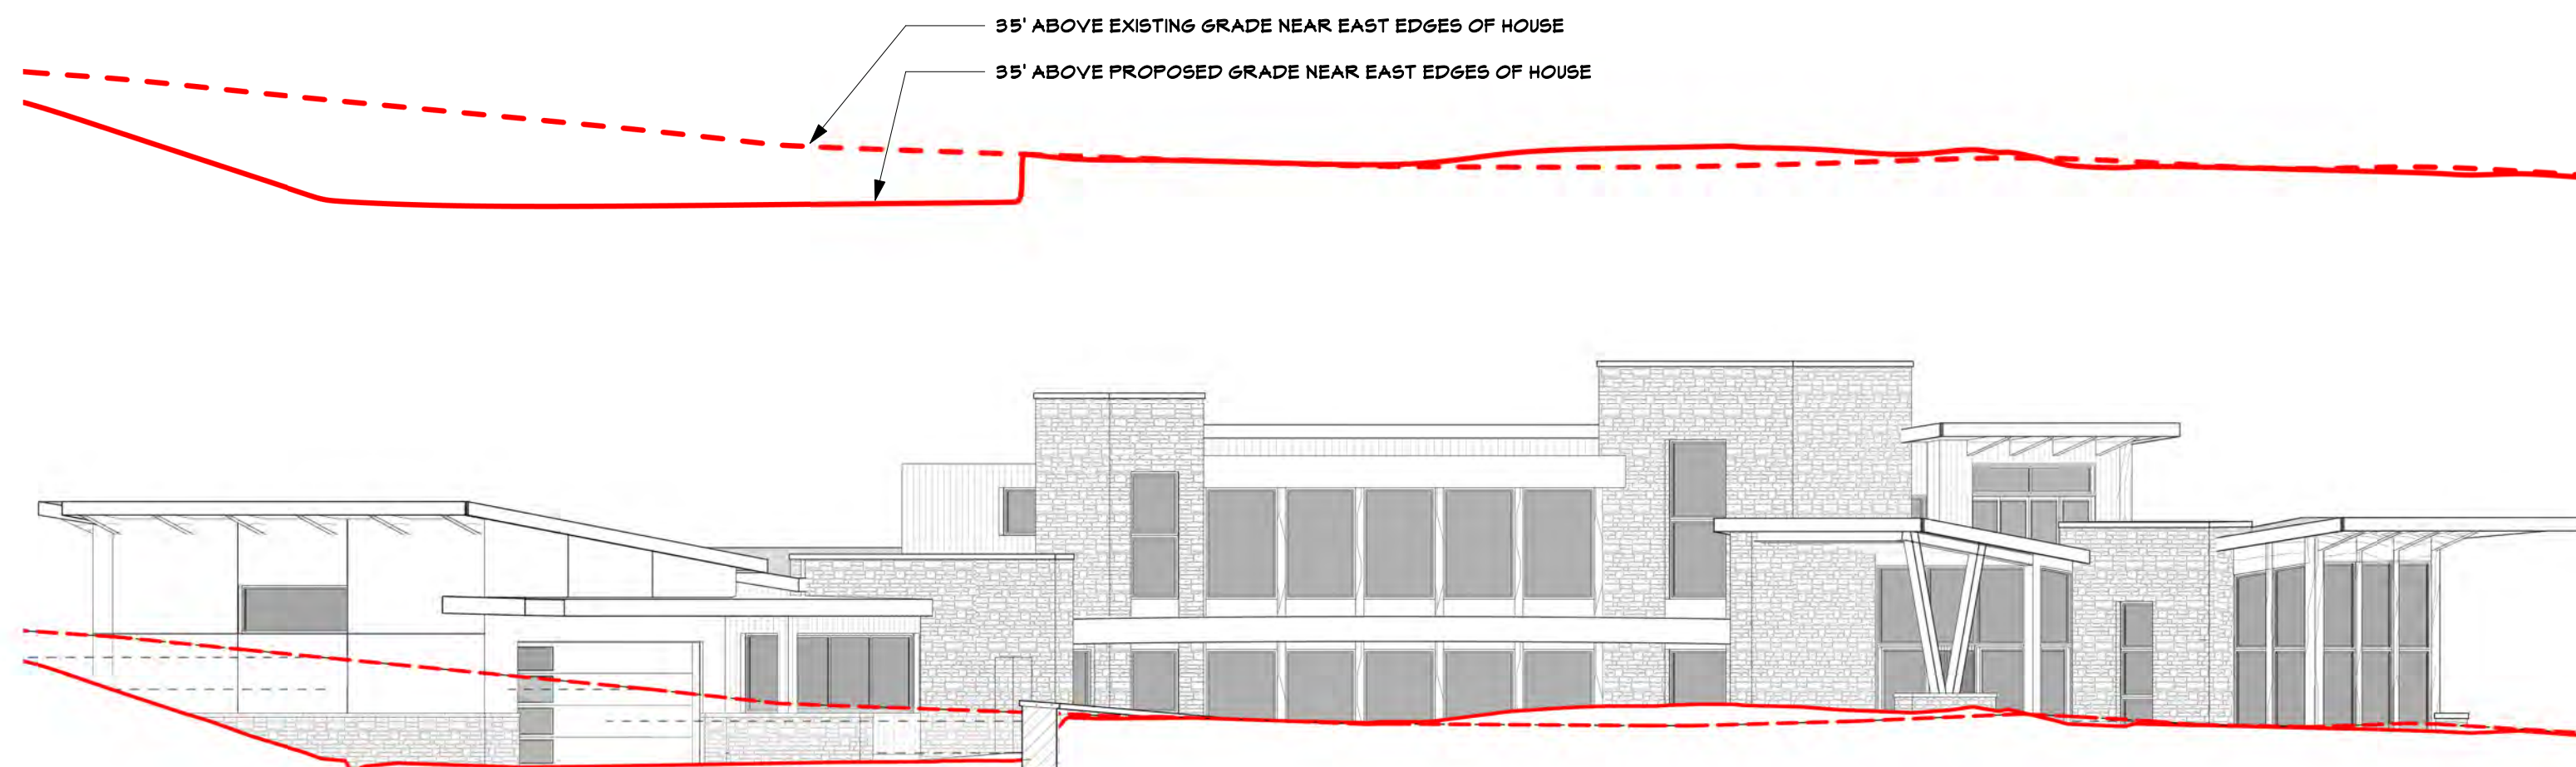 35' ABOVE EXISTING GRADE NEAR EAST EDGES OF HOUSE
35' ABOVE PROPOSED GRADE NEAR EAST EDGES OF HOUSE